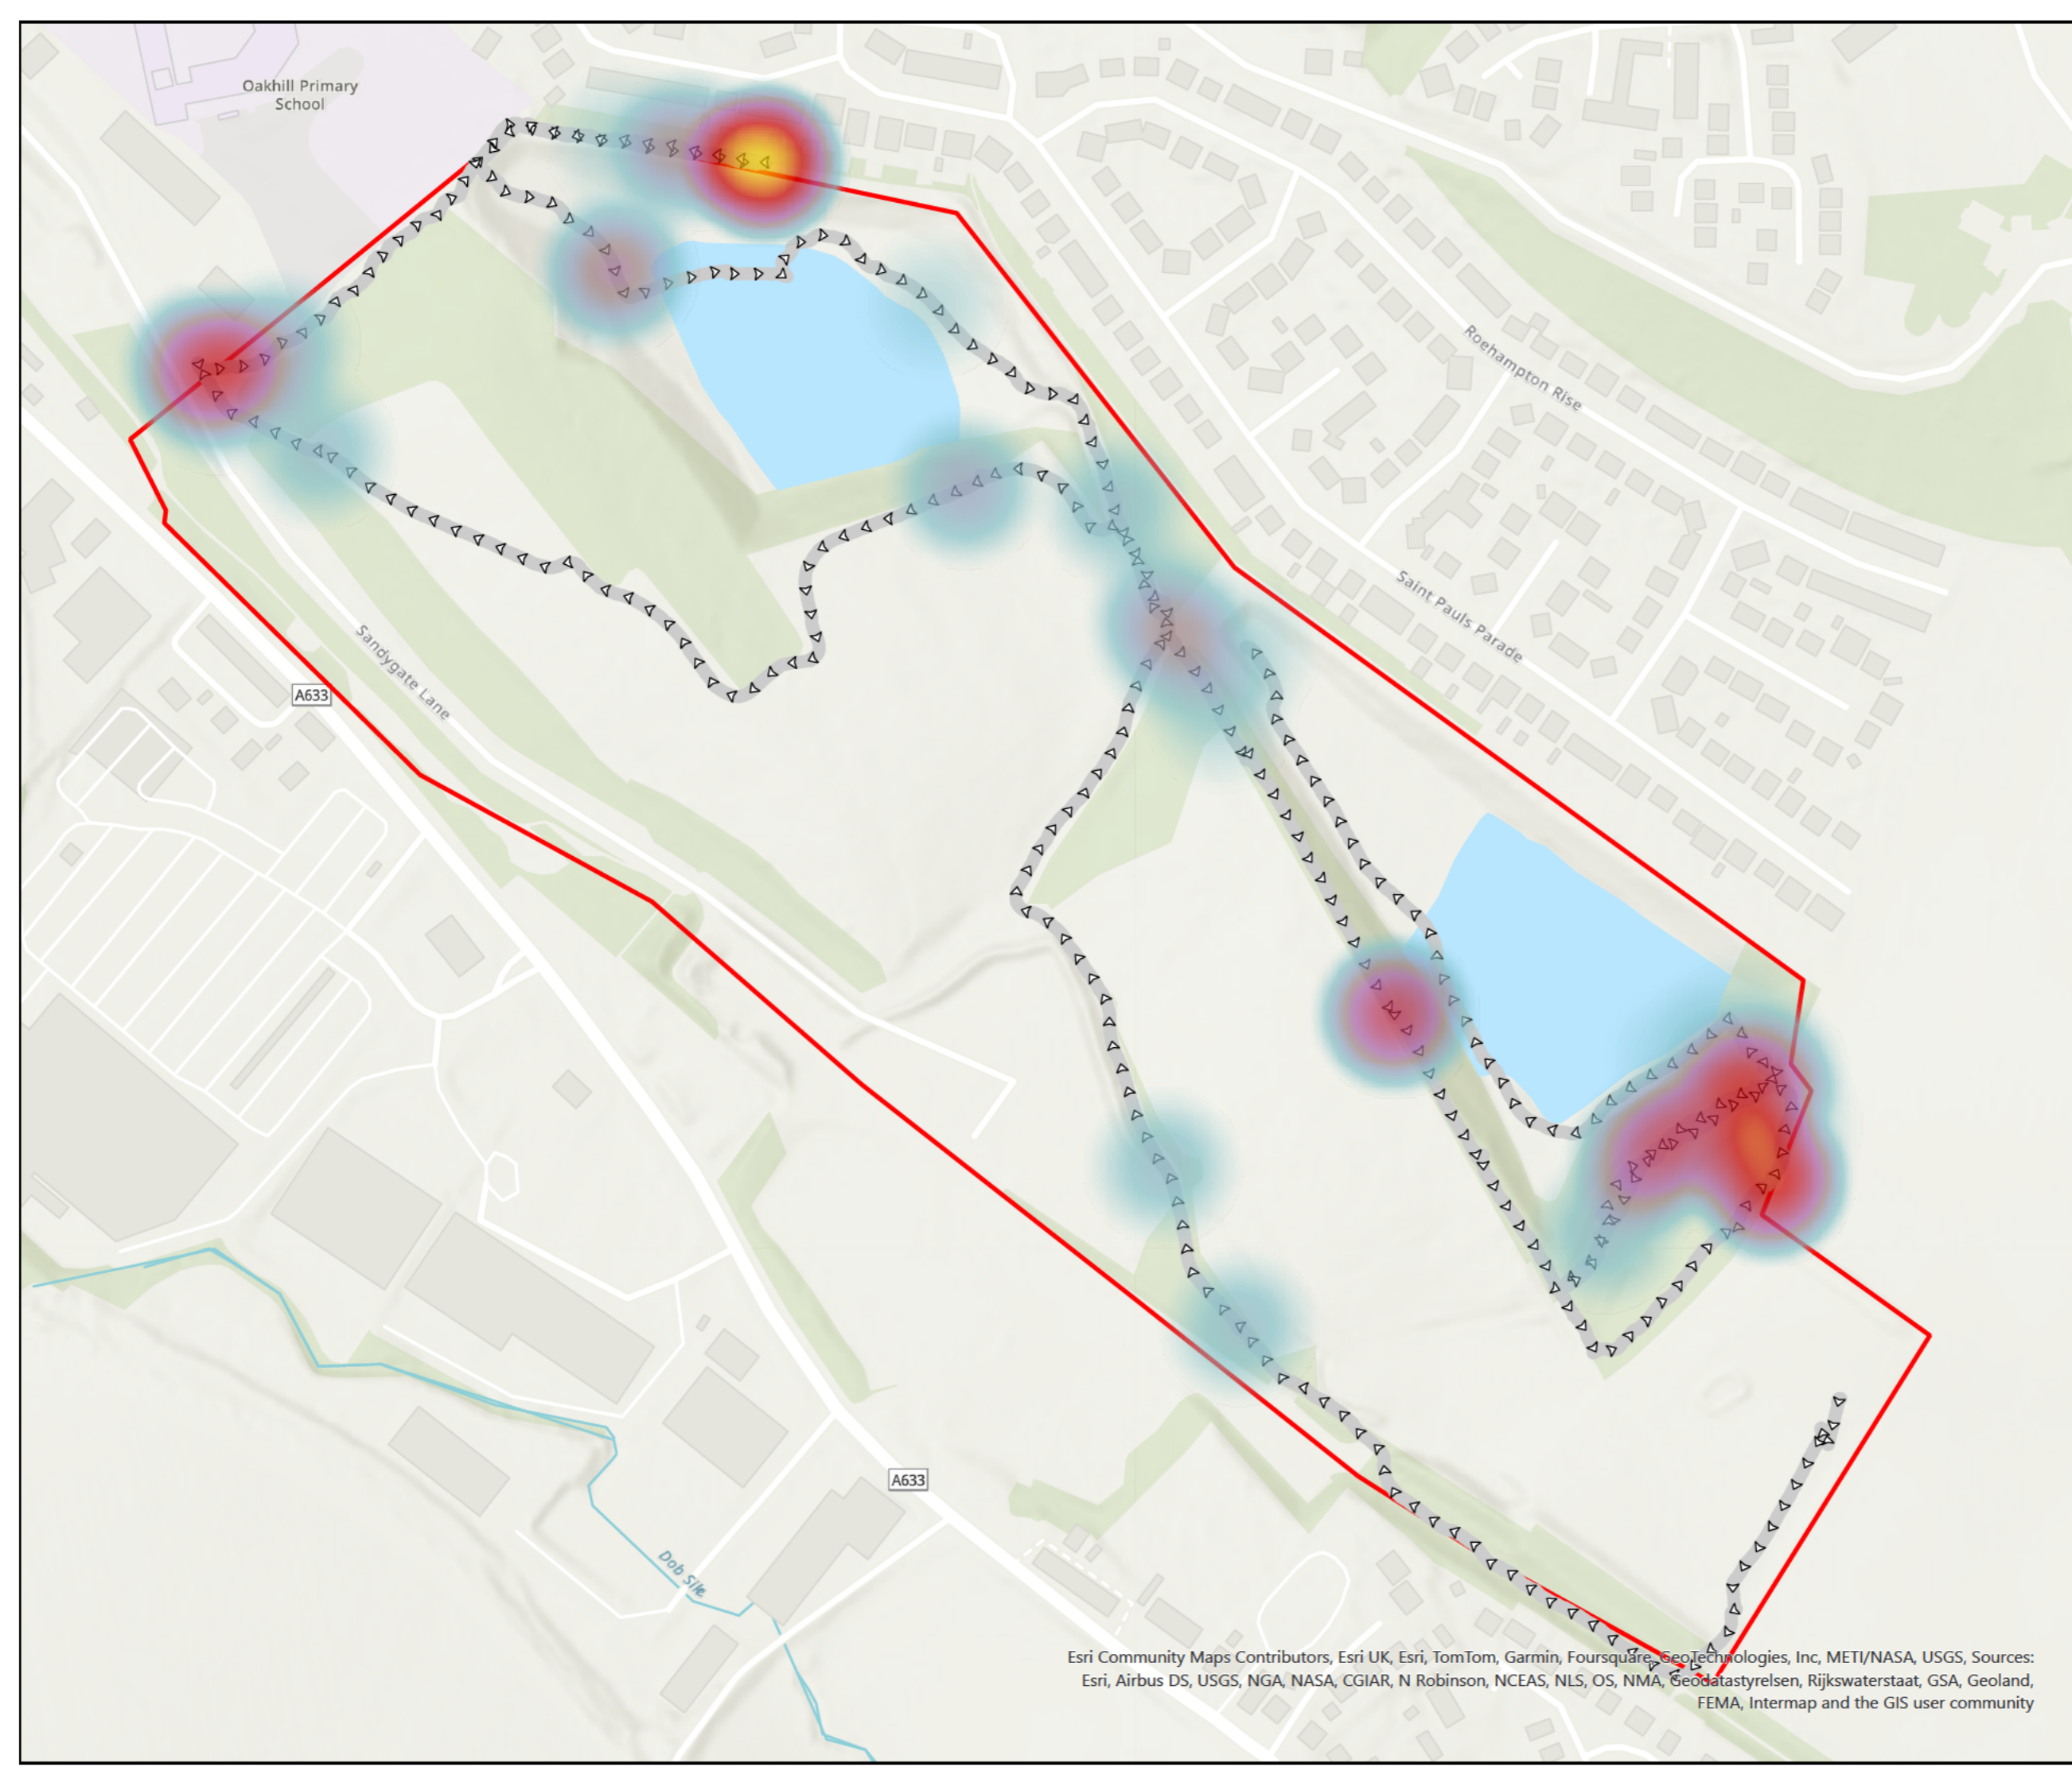 Oakhill Primary
School
Roehampton Rise
Saint Pauls Parade
Sandygate Lane
A633
A633
Dob Sike
Esri Community Maps Contributors, Esri UK, Esri, TomTom, Garmin, Foursquare, GeoTechnologies, Inc, METI/NASA, USGS, Sources:
Esri, Airbus DS, USGS, NGA, NASA, CGIAR, N Robinson, NCEAS, NLS, OS, NMA, Geodatastyrelsen, Rijkswaterstaat, GSA, Geoland,
FEMA, Intermap and the GIS user community